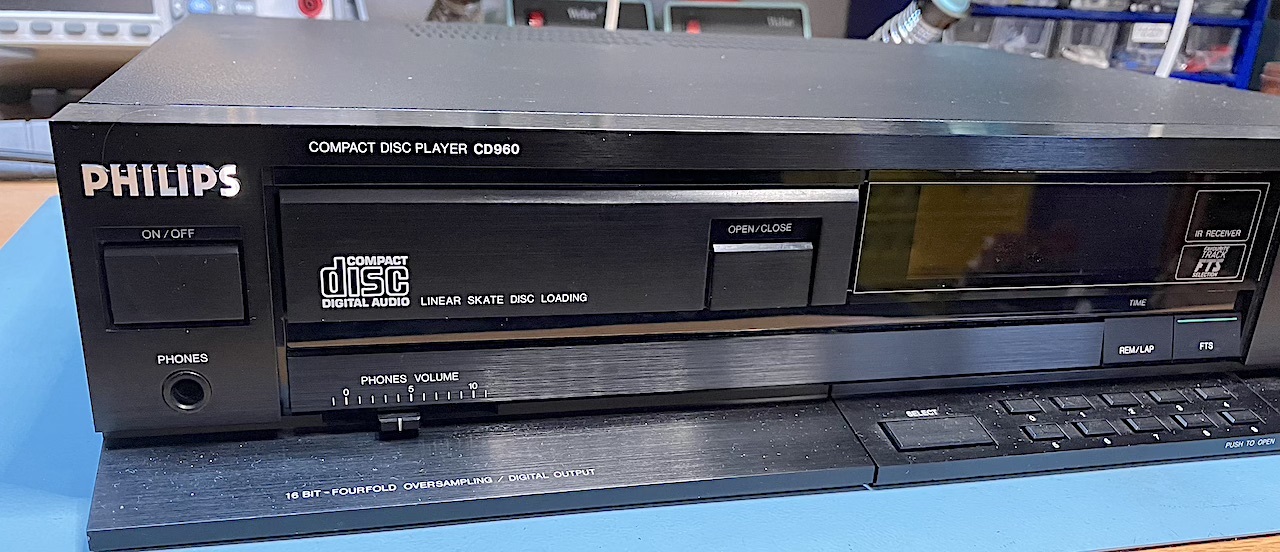 Weller
Weller
COMPACT DISC PLAYER CD960
PHILIPS
ON/OFF
OPEN/CLOSE
IR RECEIVER
FAVOURITE
TRACK
FTS
SELECTION
COMPACT
disc
DIGITAL AUDIO
LINEAR SKATE DISC LOADING
TIME
REM/LAP
FTS
PHONES
PHONES VOLUME
0 5 10
SELECT
PUSH TO OPEN
16 BIT-FOURFOLD OVERSAMPLING / DIGITAL OUTPUT